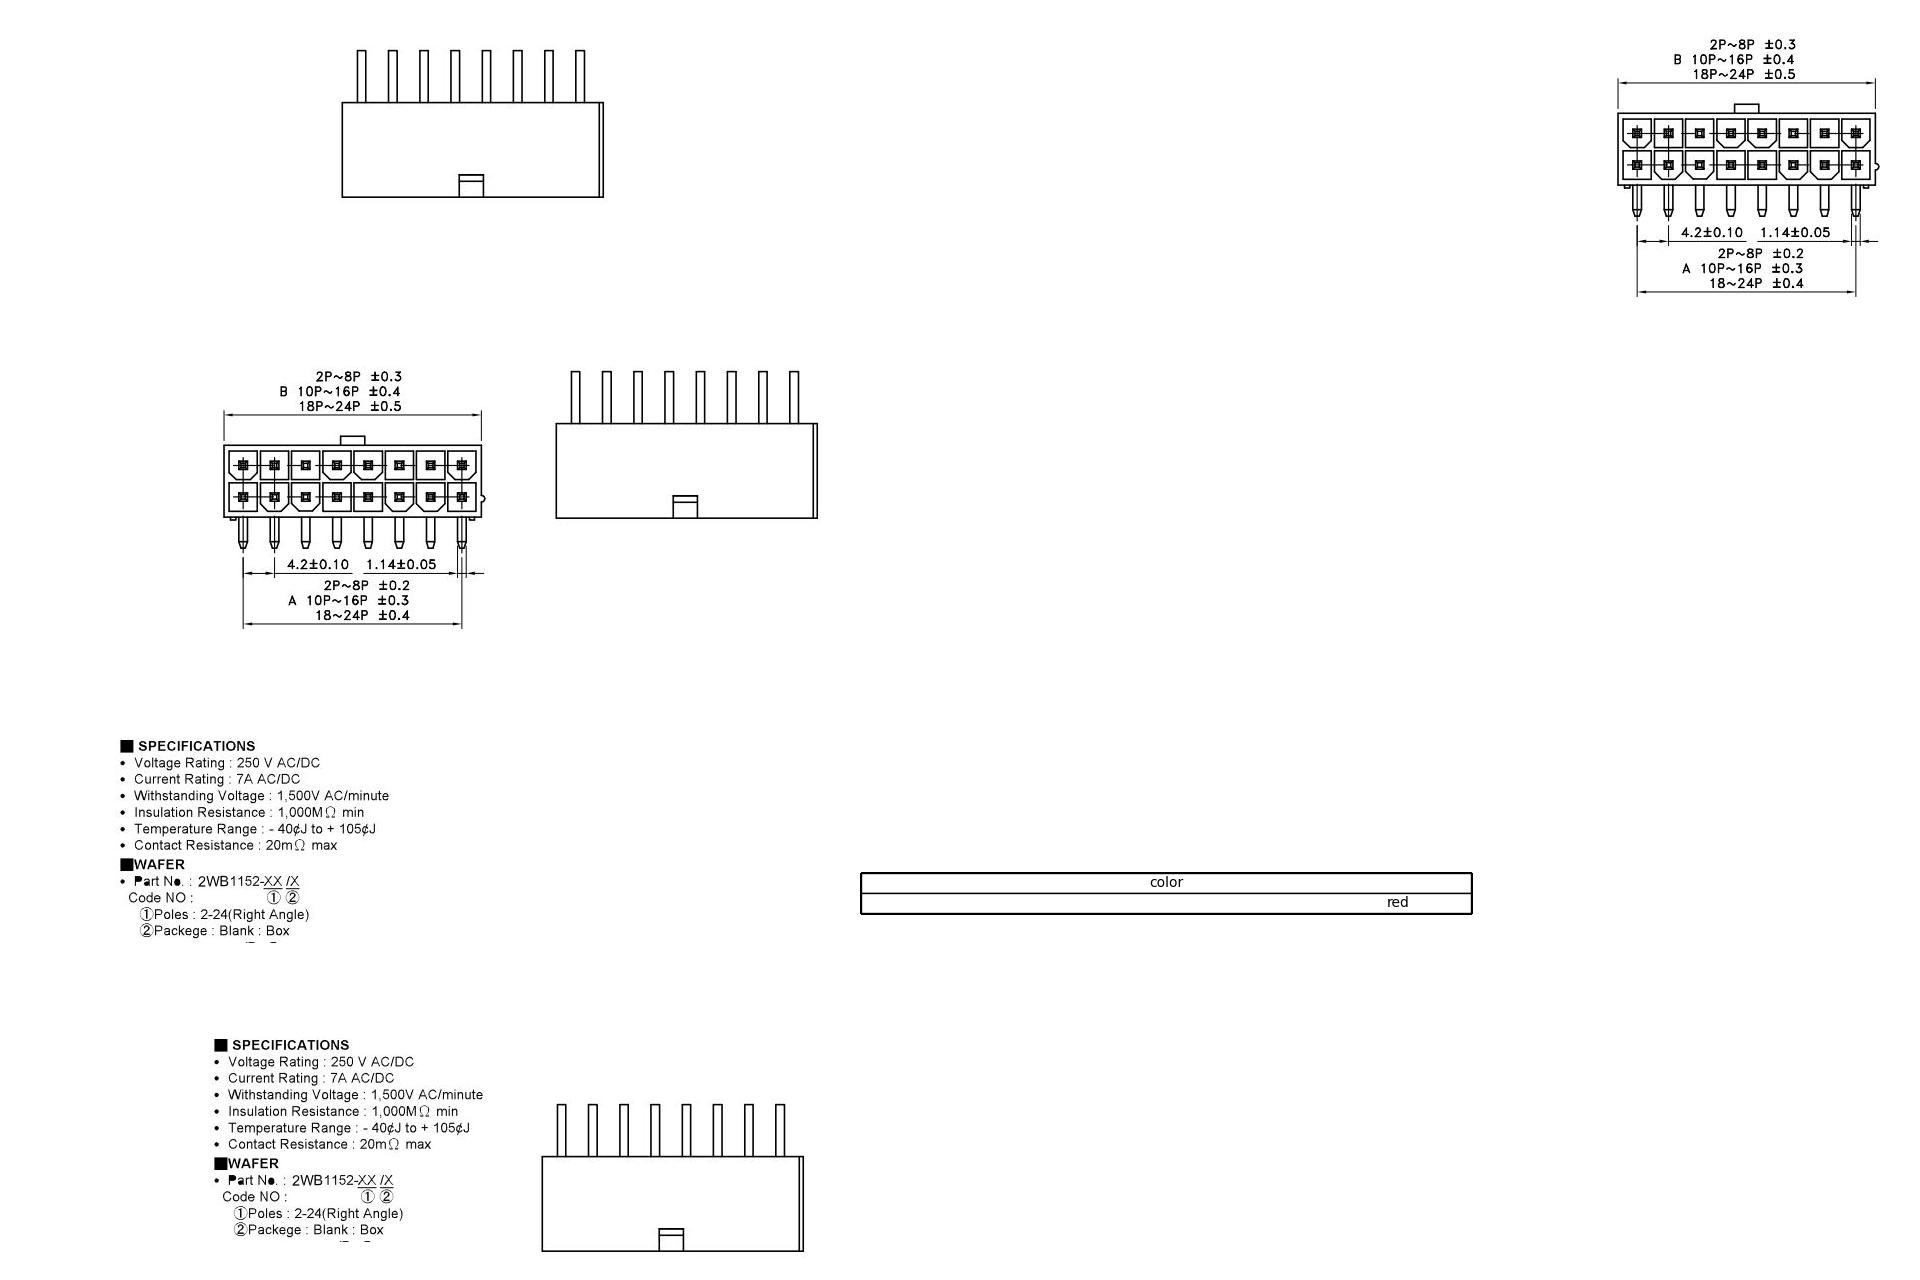 2P~8P ±0.3
B 10P~16P ±0.4
18P~24P ±0.5
4.2±0.10 1.14±0.05
2P~8P ±0.2
A 10P~16P ±0.3
18~24P ±0.4
2P~8P ±0.3
B 10P~16P ±0.4
18P~24P ±0.5
4.2±0.10 1.14±0.05
2P~8P ±0.2
A 10P~16P ±0.3
18~24P ±0.4
■ SPECIFICATIONS
• Voltage Rating : 250 V AC/DC
• Current Rating : 7A AC/DC
• Withstanding Voltage : 1,500V AC/minute
• Insulation Resistance : 1,000MΩ min
• Temperature Range : - 40¢J to + 105¢J
• Contact Resistance : 20mΩ max
■WAFER
• Part No. : 2WB1152-XX /X
Code NO : ① ②
①Poles : 2-24(Right Angle)
②Packege : Blank : Box
color
red
■ SPECIFICATIONS
• Voltage Rating : 250 V AC/DC
• Current Rating : 7A AC/DC
• Withstanding Voltage : 1,500V AC/minute
• Insulation Resistance : 1,000MΩ min
• Temperature Range : - 40¢J to + 105¢J
• Contact Resistance : 20mΩ max
■WAFER
• Part No. : 2WB1152-XX /X
Code NO : ① ②
①Poles : 2-24(Right Angle)
②Packege : Blank : Box